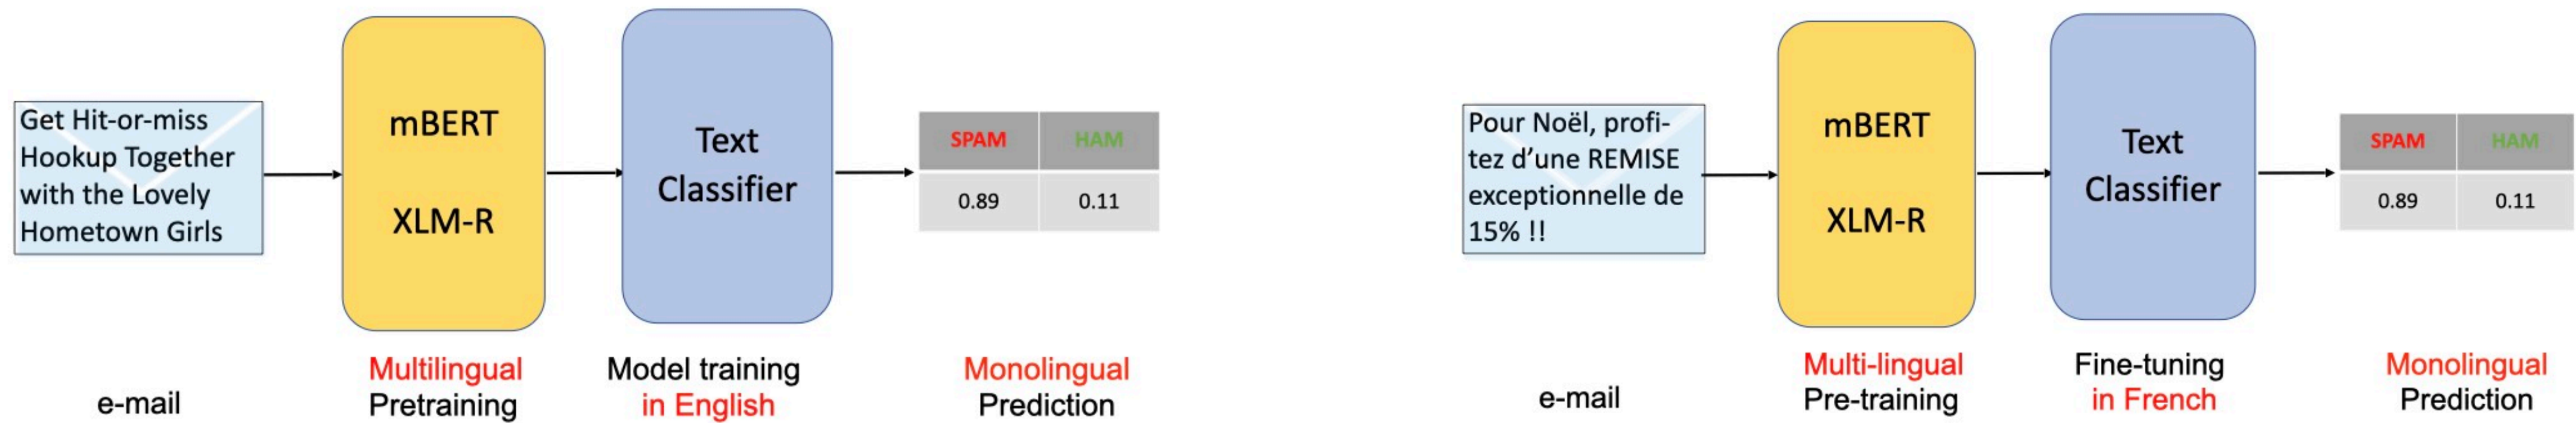 Get Hit-or-miss
Hookup Together
with the Lovely
Hometown Girls
mBERT
XLM-R
Text
Classifier
SPAM HAM
0.89 0.11
e-mail
Multilingual
Pretraining
Model training
in English
Monolingual
Prediction
Pour Noël, profi-
tez d’une REMISE
exceptionnelle de
15% !!
mBERT
XLM-R
Text
Classifier
SPAM HAM
0.89 0.11
e-mail
Multi-lingual
Pre-training
Fine-tuning
in French
Monolingual
Prediction